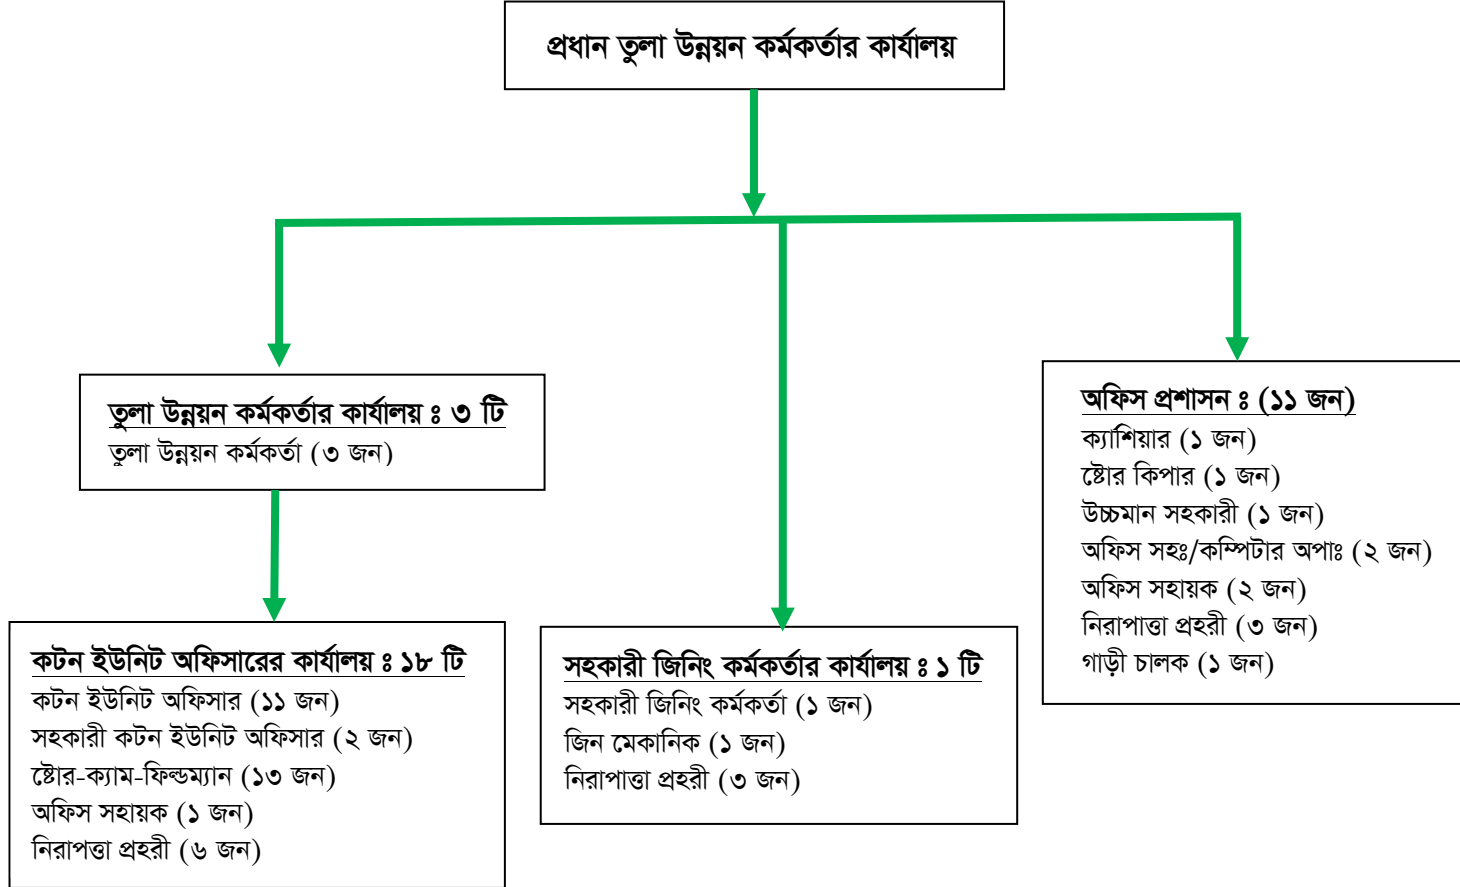 প্রধান তুলা উন্নয়ন কর্মকর্তার কার্যালয়
তুলা উন্নয়ন কর্মকর্তার কার্যালয় ঃ ৩ টি
তুলা উন্নয়ন কর্মকর্তা (৩ জন)
কটন ইউনিট অফিসারের কার্যালয় ঃ ১৮ টি
কটন ইউনিট অফিসার (১১ জন)
সহকারী কটন ইউনিট অফিসার (২ জন)
ষ্টোর-ক্যাম-ফিল্ডম্যান (১৩ জন)
অফিস সহায়ক (১ জন)
নিরাপত্তা প্রহরী (৬ জন)
সহকারী জিনিং কর্মকর্তার কার্যালয় ঃ ১ টি
সহকারী জিনিং কর্মকর্তা (১ জন)
জিন মেকানিক (১ জন)
নিরাপাত্তা প্রহরী (৩ জন)
অফিস প্রশাসন ঃ (১১ জন)
ক্যাশিয়ার (১ জন)
ষ্টোর কিপার (১ জন)
উচ্চমান সহকারী (১ জন)
অফিস সহঃ/কম্পিটার অপাঃ (২ জন)
অফিস সহায়ক (২ জন)
নিরাপাত্তা প্রহরী (৩ জন)
গাড়ী চালক (১ জন)